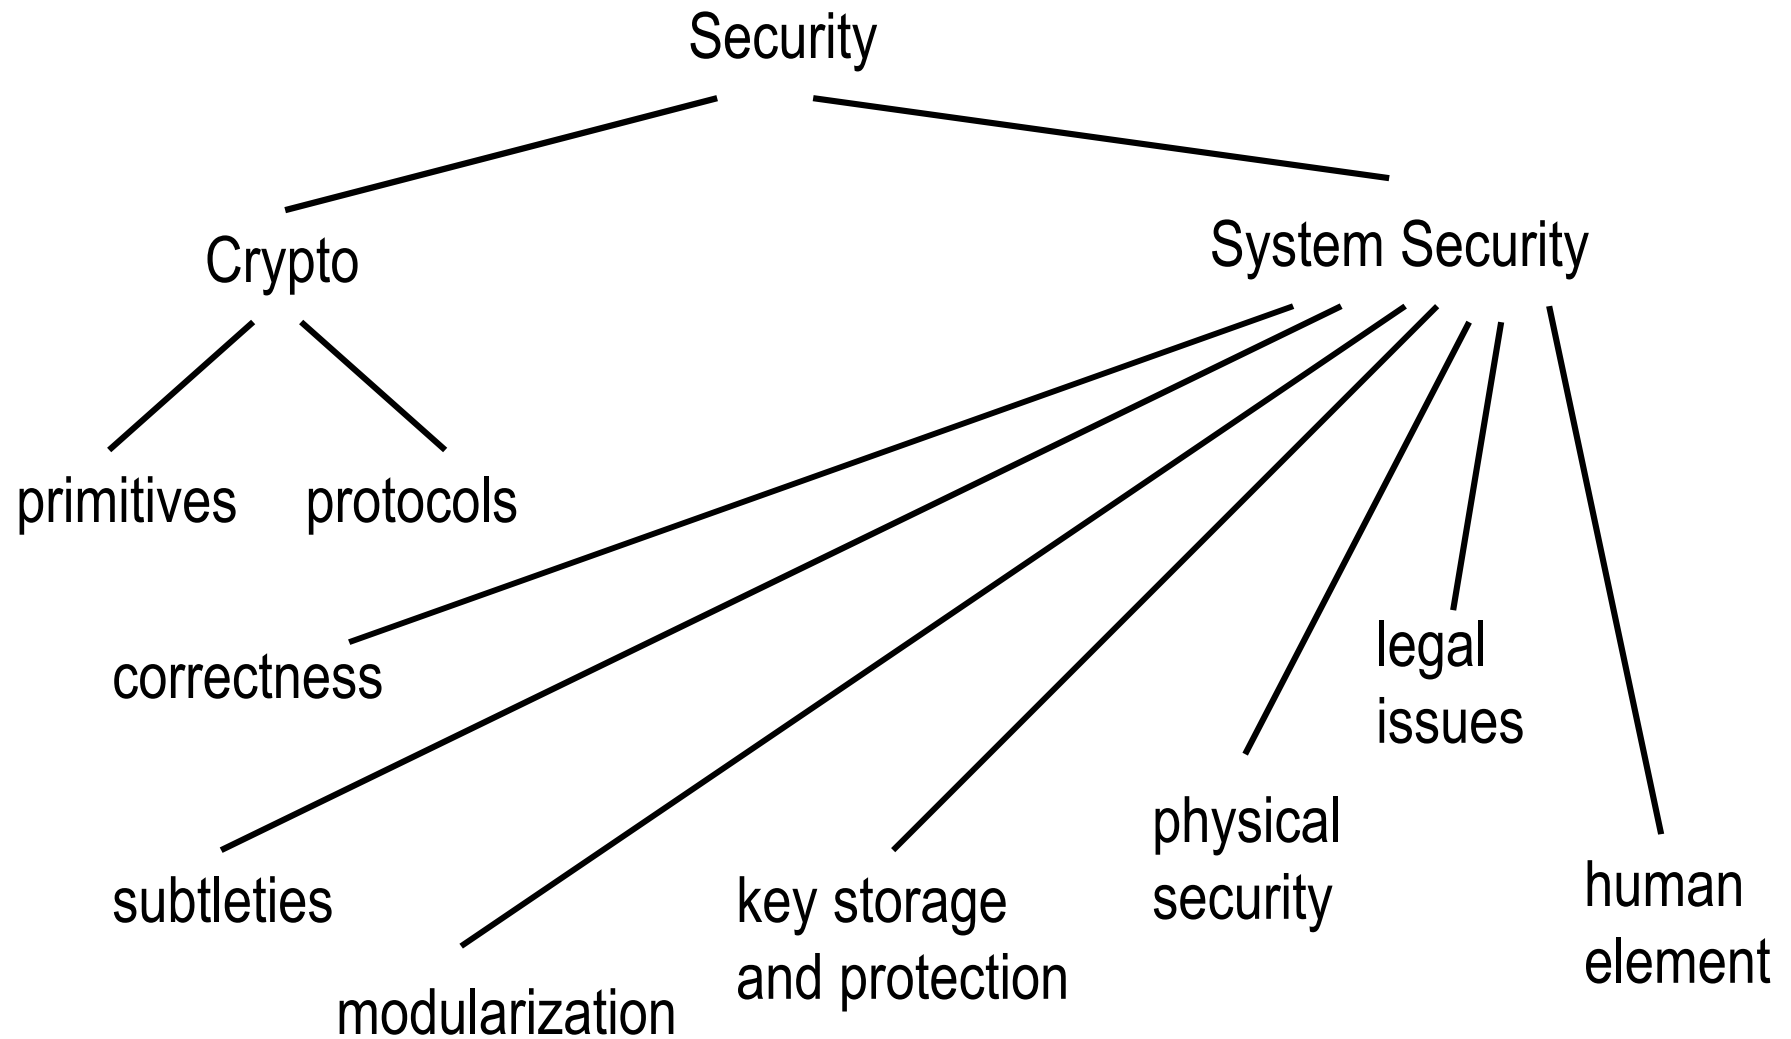 Security
Crypto
System Security
primitives
protocols
correctness
subtleties
modularization
key storage
and protection
physical
security
legal
issues
human
element